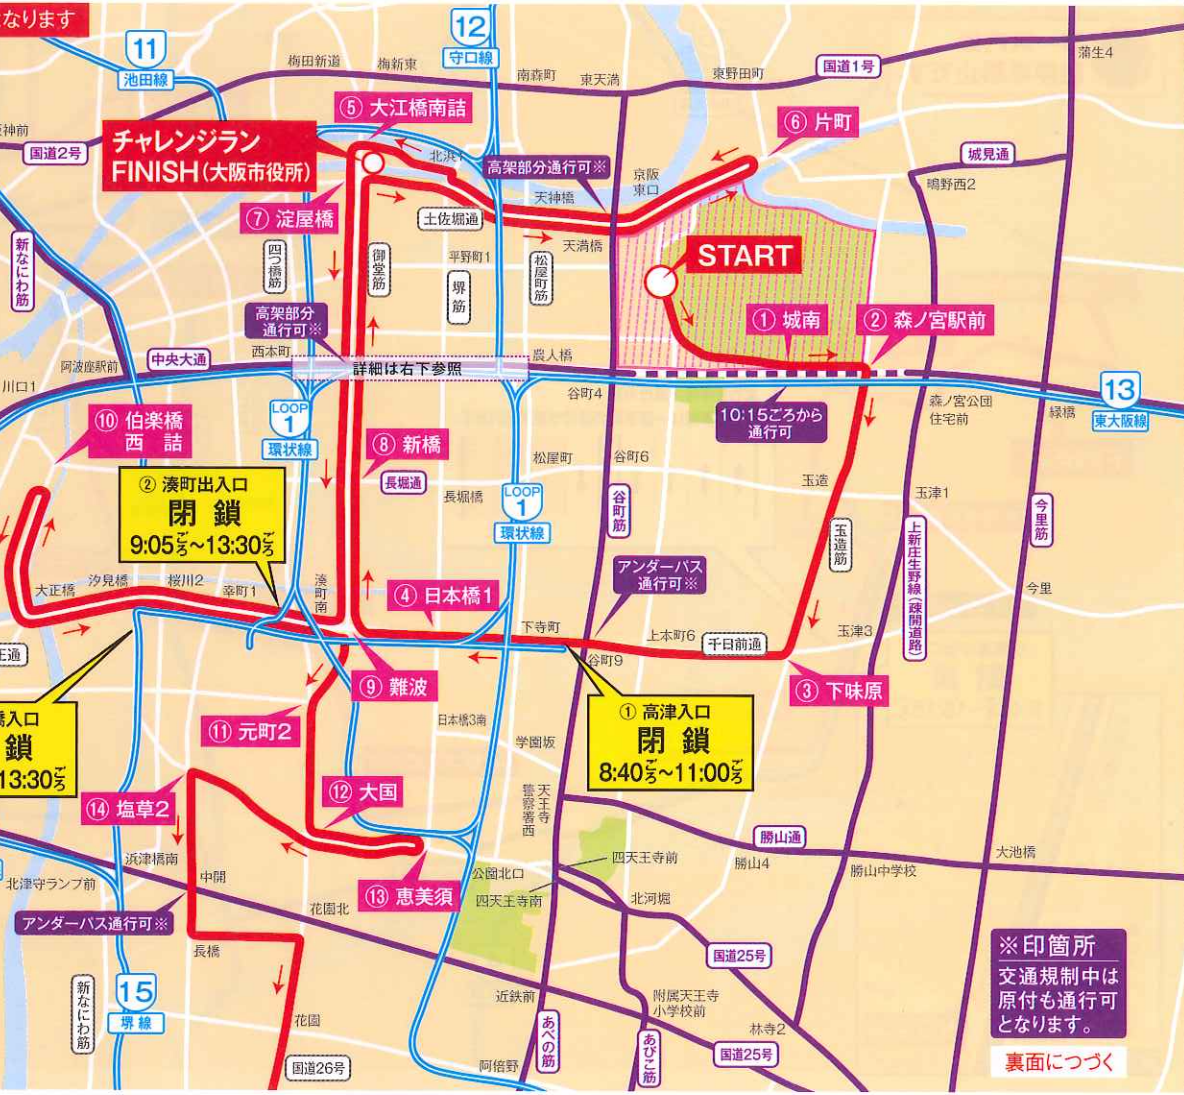 なります
11
池田線
12
守口線
梅田新道
梅新東
南森町
東天満
東野田町
国道1号
蒲生4
阪神前
国道2号
⑤ 大江橋南詰
⑥ 片町
チャレンジラン
FINISH(大阪市役所)
北浜1
高架部分通行可※
京阪
東口
城見通
鴫野西2
⑦ 淀屋橋
土佐堀通
天神橋
天満橋
新なにわ筋
四つ橋筋
御堂筋
平野町1
堺筋
松屋町筋
START
高架部分
通行可※
① 城南
② 森ノ宮駅前
阿波座駅前
中央大通
西本町
詳細は右下参照
農人橋
川口1
谷町4
森ノ宮公団
住宅前
緑橋
13
東大阪線
10:15ごろから
通行可
⑩ 伯楽橋
西詰
LOOP
1
環状線
⑧ 新橋
松屋町
谷町6
玉造
② 湊町出入口
閉鎖
9:05ごろ~13:30ごろ
長堀通
長堀橋
LOOP
1
環状線
谷町筋
玉津1
今里筋
玉造筋
上新庄生野線(疎開道路)
アンダーパス
通行可※
大正橋
汐見橋
桜川2
幸町1
湊町南
④ 日本橋1
下寺町
上本町6
千日前通
玉津3
今里
谷町9
⑨ 難波
③ 下味原
入口
鎖
13:30ごろ
⑪ 元町2
日本橋3南
① 高津入口
閉鎖
8:40ごろ~11:00ごろ
学園坂
⑭ 塩草2
⑫ 大国
天王寺
警察署西
勝山通
浜津橋南
北津守ランプ前
中開
⑬ 恵美須
公園北口
四天王寺前
四天王寺南
勝山4
勝山中学校
大池橋
アンダーパス通行可※
花園北
北河堀
長橋
国道25号
※印箇所
交通規制中は
原付も通行可
となります。
15
堺線
新なにわ筋
花園
近鉄前
あべの筋
附属天王寺
小学校前
林寺2
あびこ筋
国道25号
国道26号
阿倍野
裏面につづく